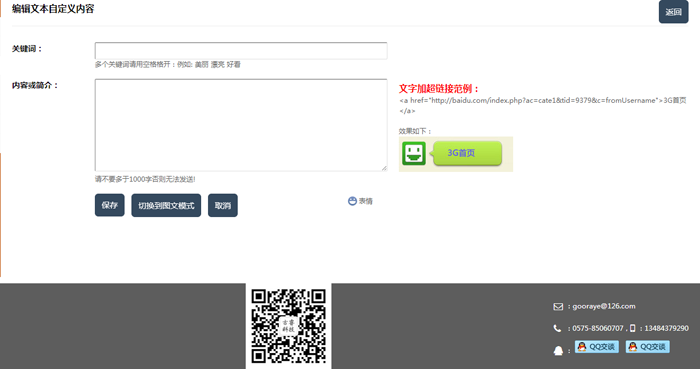 编辑文本自定义内容
返回
关键词：
多个关键词请用空格格开：例如: 美丽 漂亮 好看
内容或简介：
文字加超链接范例：
<a href="http://baidu.com/index.php?ac=cate1&tid=9379&c=fromUsername">3G首页
</a>
效果如下：
3G首页
请不要多于1000字否则无法发送!
保存 切换到图文模式 取消 表情
：gooraye@126.com
古睿
科技
：0575-85060707 , ：13484379290
： QQ交谈 QQ交谈